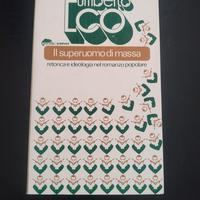 umberto
Eco
Il superuomo di massa
retorica e ideologia nel romanzo popolare